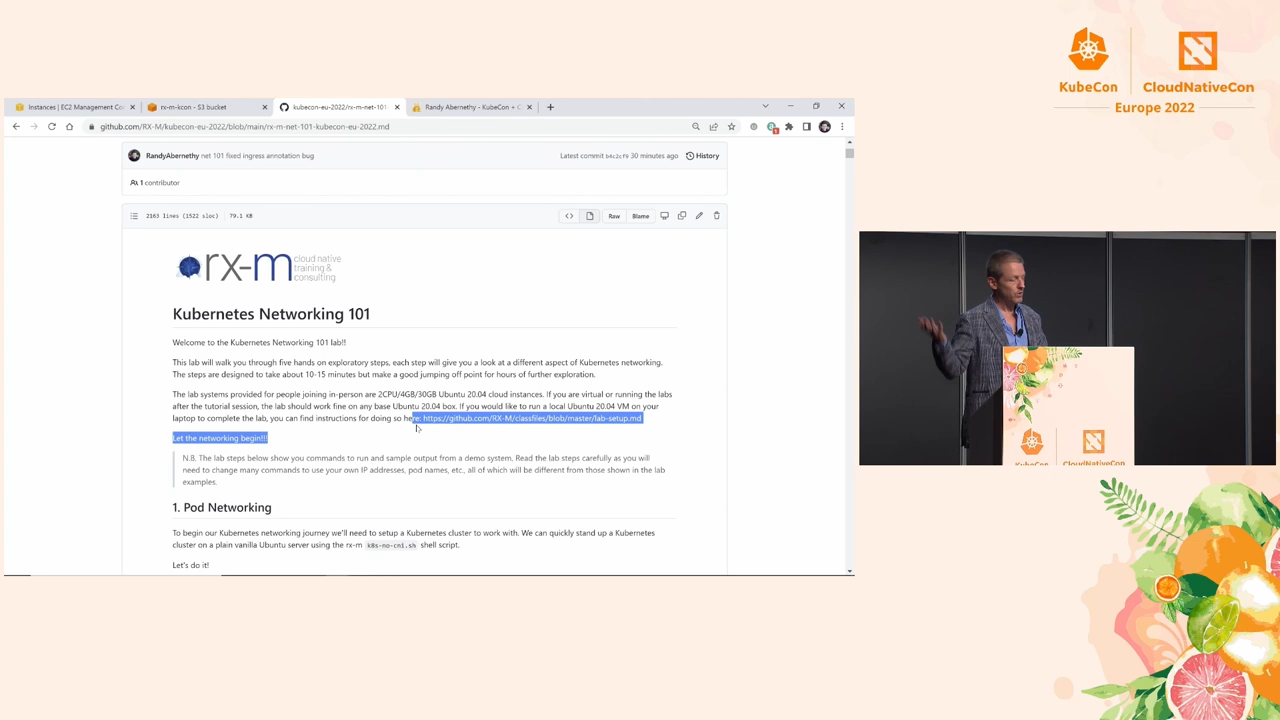 KubeCon
CloudNativeCon
Europe 2022
Instances | EC2 Management Co
rx-m-kcon - S3 bucket
kubecon-eu-2022/rx-m-net-101-
Randy Abernethy - KubeCon + C
github.com/RX-M/kubecon-eu-2022/blob/main/rx-m-net-101-kubecon-eu-2022.md
RandyAbernethy net 101 fixed ingress annotation bug
Latest commit b4c2cf9 30 minutes ago
History
1 contributor
2163 lines (1522 sloc) | 79.1 KB
Raw
Blame
rx-m cloud native training & consulting
Kubernetes Networking 101
Welcome to the Kubernetes Networking 101 lab!!
This lab will walk you through five hands on exploratory steps, each step will give you a look at a different aspect of Kubernetes networking.
The steps are designed to take about 10-15 minutes but make a good jumping off point for hours of further exploration.
The lab systems provided for people joining in-person are 2CPU/4GB/30GB Ubuntu 20.04 cloud instances. If you are virtual or running the labs
after the tutorial session, the lab should work fine on any base Ubuntu 20.04 box. If you would like to run a local Ubuntu 20.04 VM on your
laptop to complete the lab, you can find instructions for doing so here: https://github.com/RX-M/classfiles/blob/master/lab-setup.md
Let the networking begin!!!
N.B. The lab steps below show you commands to run and sample output from a demo system. Read the lab steps carefully as you will
need to change many commands to use your own IP addresses, pod names, etc., all of which will be different from those shown in the lab
examples.
1. Pod Networking
To begin our Kubernetes networking journey we'll need to setup a Kubernetes cluster to work with. We can quickly stand up a Kubernetes
cluster on a plain vanilla Ubuntu server using the rx-m k8s-no-cni.sh shell script.
Let's do it!
KubeCon
CloudNativeCon